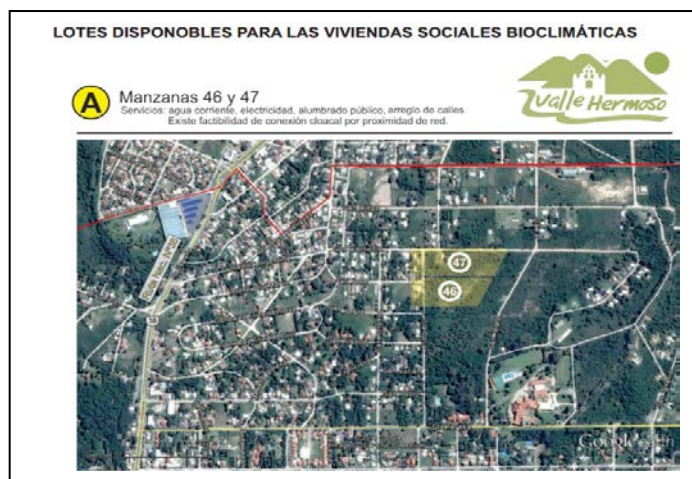 LOTES DISPONOBLES PARA LAS VIVIENDAS SOCIALES BIOCLIMÁTICAS
A
Manzanas 46 y 47
Servicios: agua corriente, electricidad, alumbrado público, arreglo de calles.
Existe factibilidad de conexión cloacal por proximidad de red.
Valle Hermoso
47
46
Google earth